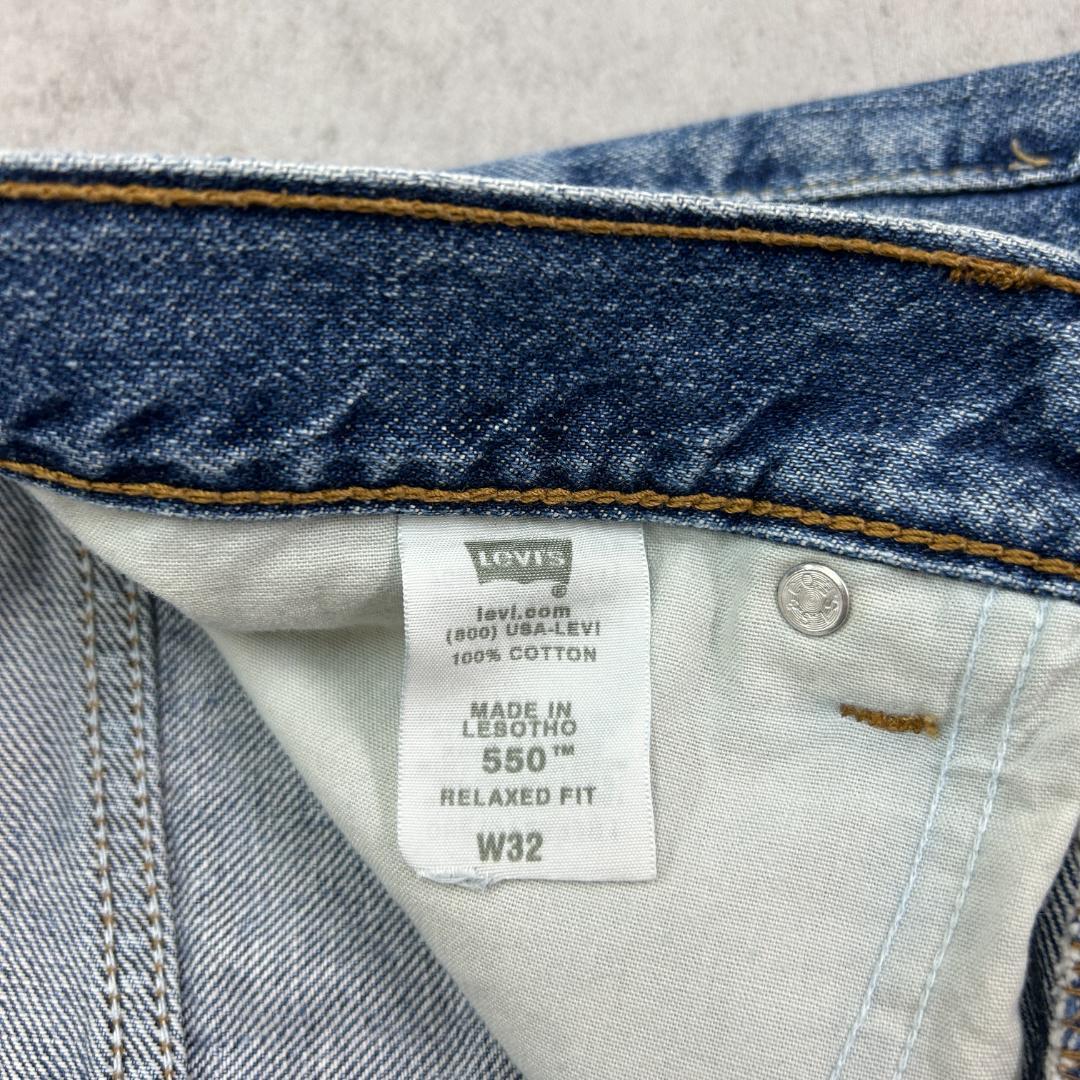 LEVI'S
®
levi.com
(800) USA-LEVI
100% COTTON
MADE IN
LESOTHO
550™
RELAXED FIT
W32